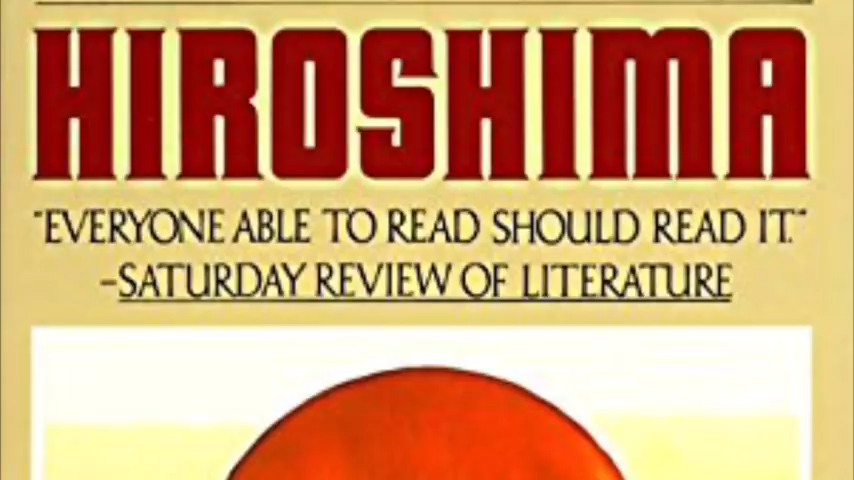 HIROSHIMA
"EVERYONE ABLE TO READ SHOULD READ IT."
–SATURDAY REVIEW OF LITERATURE